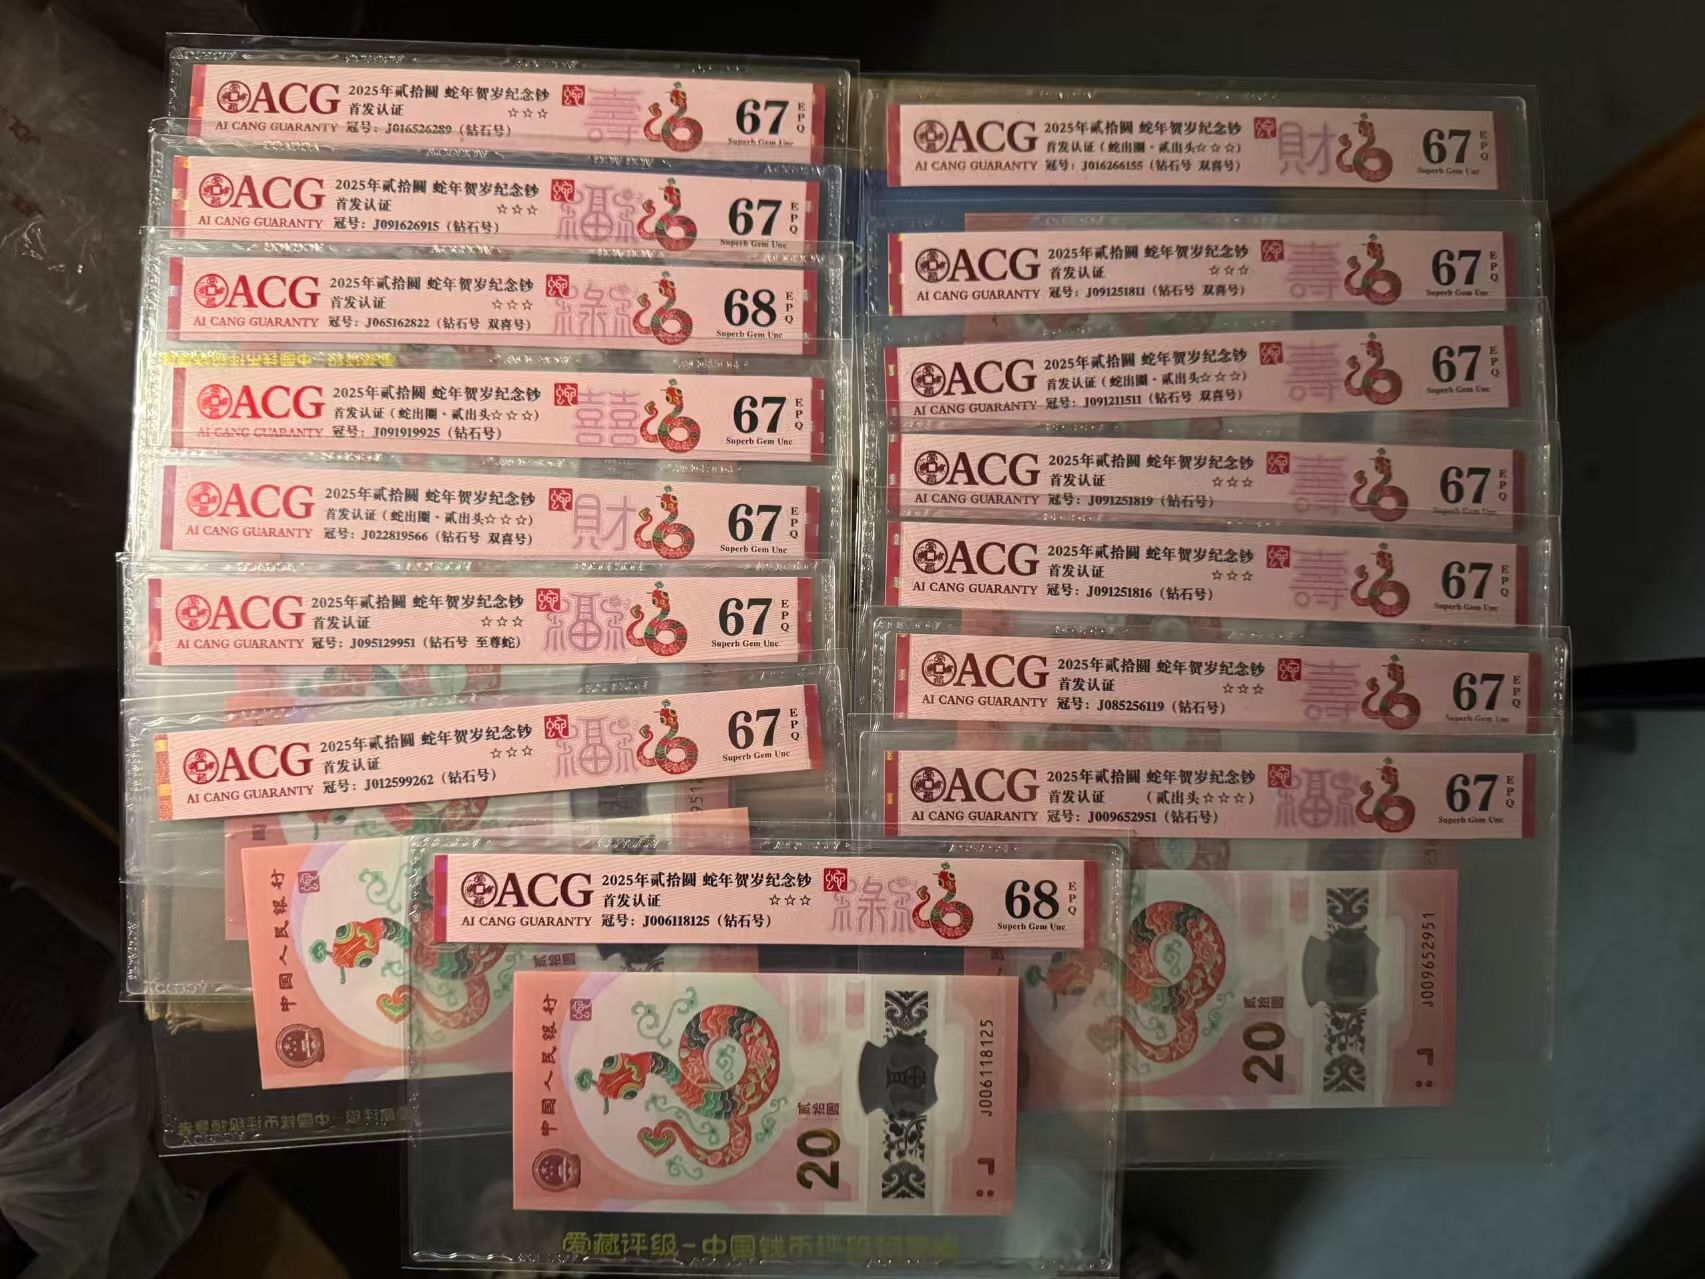 ACG
AI CANG GUARANTY
2025年贰拾圆 蛇年贺岁纪念钞
首发认证 ☆☆☆
冠号：J016526289（钻石号）
壽
67
EPQ
Superb Gem Unc
ACG
AI CANG GUARANTY
2025年贰拾圆 蛇年贺岁纪念钞
首发认证 ☆☆☆
冠号：J091626915（钻石号）
福
67
EPQ
Superb Gem Unc
ACG
AI CANG GUARANTY
2025年贰拾圆 蛇年贺岁纪念钞
首发认证 ☆☆☆
冠号：J065162822（钻石号 双喜号）
禄
68
EPQ
Superb Gem Unc
ACG
AI CANG GUARANTY
2025年贰拾圆 蛇年贺岁纪念钞
首发认证（蛇出圈·贰出头☆☆☆）
冠号：J091919925（钻石号）
囍
67
EPQ
Superb Gem Unc
ACG
AI CANG GUARANTY
2025年贰拾圆 蛇年贺岁纪念钞
首发认证（蛇出圈·贰出头☆☆☆）
冠号：J022819566（钻石号 双喜号）
財
67
EPQ
Superb Gem Unc
ACG
AI CANG GUARANTY
2025年贰拾圆 蛇年贺岁纪念钞
首发认证 ☆☆☆
冠号：J095129951（钻石号 至尊蛇）
福
67
EPQ
Superb Gem Unc
ACG
AI CANG GUARANTY
2025年贰拾圆 蛇年贺岁纪念钞
首发认证 ☆☆☆
冠号：J012599262（钻石号）
福
67
EPQ
Superb Gem Unc
ACG
AI CANG GUARANTY
2025年贰拾圆 蛇年贺岁纪念钞
首发认证（蛇出圈·贰出头☆☆☆）
冠号：J016266155（钻石号 双喜号）
財
67
EPQ
Superb Gem Unc
ACG
AI CANG GUARANTY
2025年贰拾圆 蛇年贺岁纪念钞
首发认证 ☆☆☆
冠号：J091251811（钻石号 双喜号）
壽
67
EPQ
Superb Gem Unc
ACG
AI CANG GUARANTY
2025年贰拾圆 蛇年贺岁纪念钞
首发认证（蛇出圈·贰出头☆☆☆）
冠号：J091211511（钻石号 双喜号）
壽
67
EPQ
Superb Gem Unc
ACG
AI CANG GUARANTY
2025年贰拾圆 蛇年贺岁纪念钞
首发认证 ☆☆☆
冠号：J091251819（钻石号）
壽
67
EPQ
Superb Gem Unc
ACG
AI CANG GUARANTY
2025年贰拾圆 蛇年贺岁纪念钞
首发认证 ☆☆☆
冠号：J091251816（钻石号）
壽
67
EPQ
Superb Gem Unc
ACG
AI CANG GUARANTY
2025年贰拾圆 蛇年贺岁纪念钞
首发认证 ☆☆☆
冠号：J085256119（钻石号）
壽
67
EPQ
Superb Gem Unc
ACG
AI CANG GUARANTY
2025年贰拾圆 蛇年贺岁纪念钞
首发认证 （贰出头☆☆☆）
冠号：J009652951（钻石号）
福
67
EPQ
Superb Gem Unc
ACG
AI CANG GUARANTY
2025年贰拾圆 蛇年贺岁纪念钞
首发认证 ☆☆☆
冠号：J006118125（钻石号）
禄
68
EPQ
Superb Gem Unc
中国人民银行
贰拾圆
中国人民银行
贰拾圆
20
J006118125
贰拾圆
20
J009652951
爱藏评级-中国钱币评级领导者